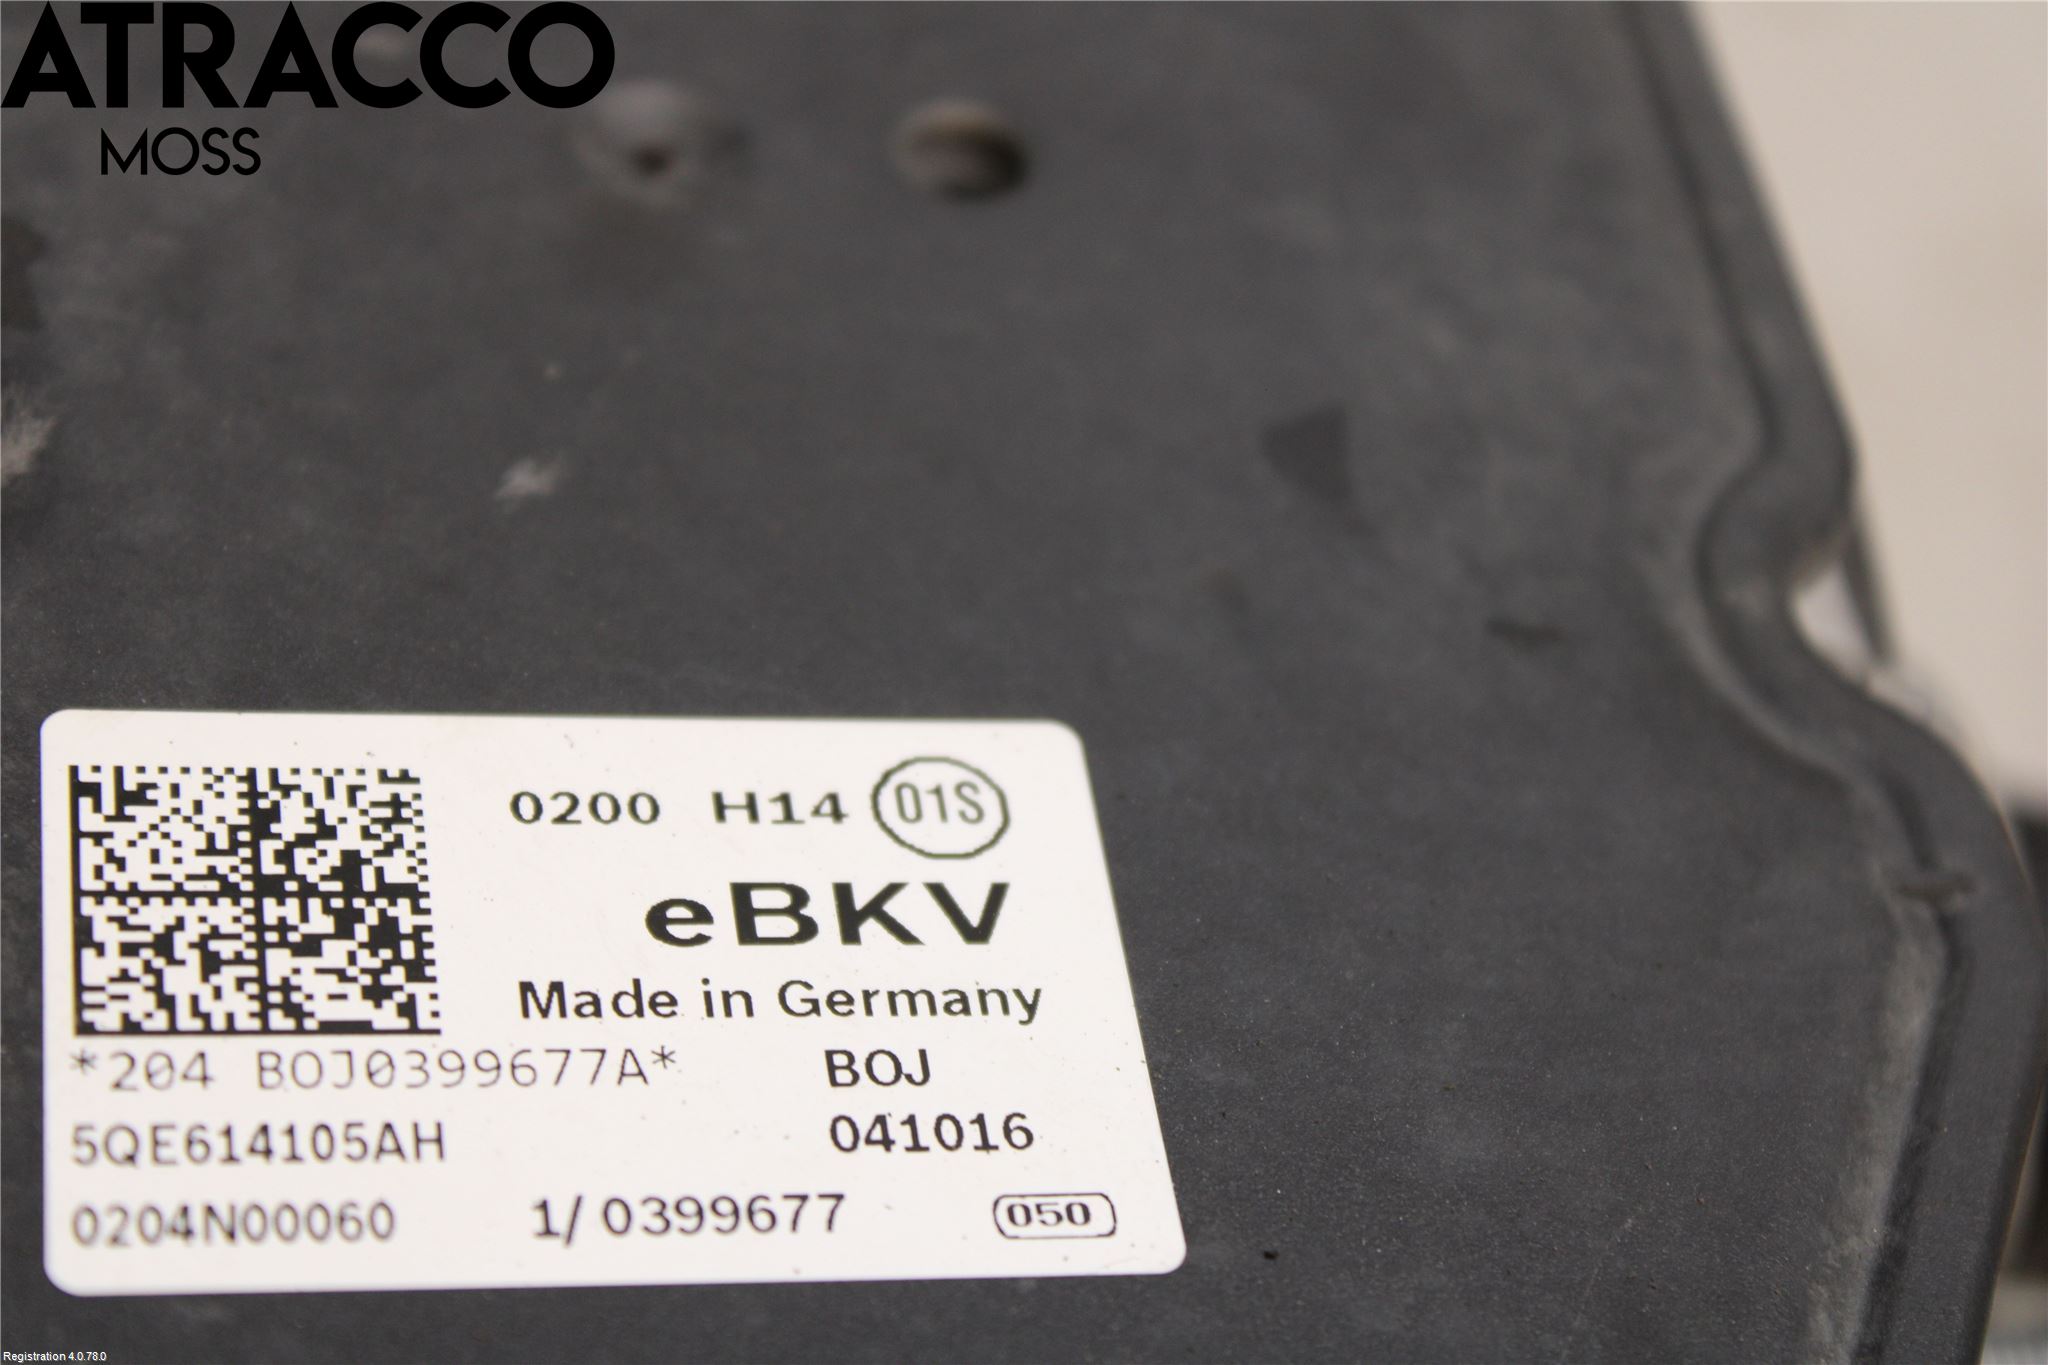 ATRACCO
MOSS
0200 H14 01S
eBKV
Made in Germany
*204 BOJ0399677A* BOJ
5QE614105AH 041016
0204N00060 1/0399677 050
Registration 4.0.78.0